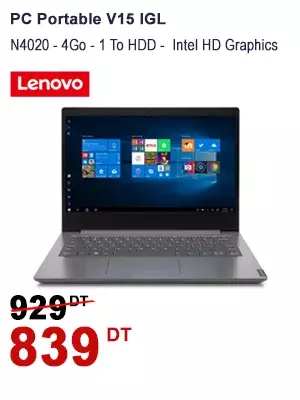 PC Portable V15 IGL
N4020 - 4Go - 1 To HDD - Intel HD Graphics
Lenovo
929 DT
839 DT